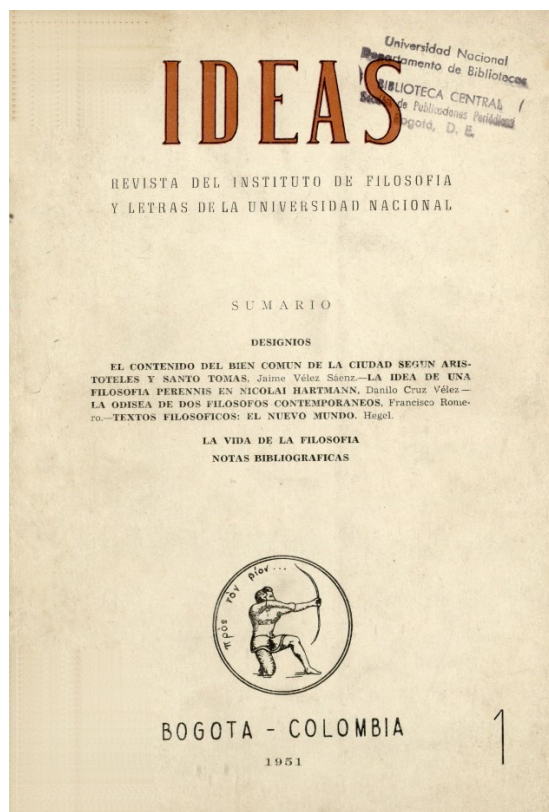 IDEAS
Universidad Nacional
Departamento de Bibliotecas
BIBLIOTECA CENTRAL
Sección de Publicaciones Periódicas
Bogotá, D. E.
REVISTA DEL INSTITUTO DE FILOSOFIA
Y LETRAS DE LA UNIVERSIDAD NACIONAL
SUMARIO
DESIGNIOS
EL CONTENIDO DEL BIEN COMUN DE LA CIUDAD SEGUN ARIS-
TOTELES Y SANTO TOMAS, Jaime Vélez Sáenz.—LA IDEA DE UNA
FILOSOFIA PERENNIS EN NICOLAI HARTMANN, Danilo Cruz Vélez—
LA ODISEA DE DOS FILOSOFOS CONTEMPORANEOS, Francisco Rome-
ro.—TEXTOS FILOSOFICOS: EL NUEVO MUNDO. Hegel.
LA VIDA DE LA FILOSOFIA
NOTAS BIBLIOGRAFICAS
πρὸς τὸν βίον...
BOGOTA - COLOMBIA
1
1951